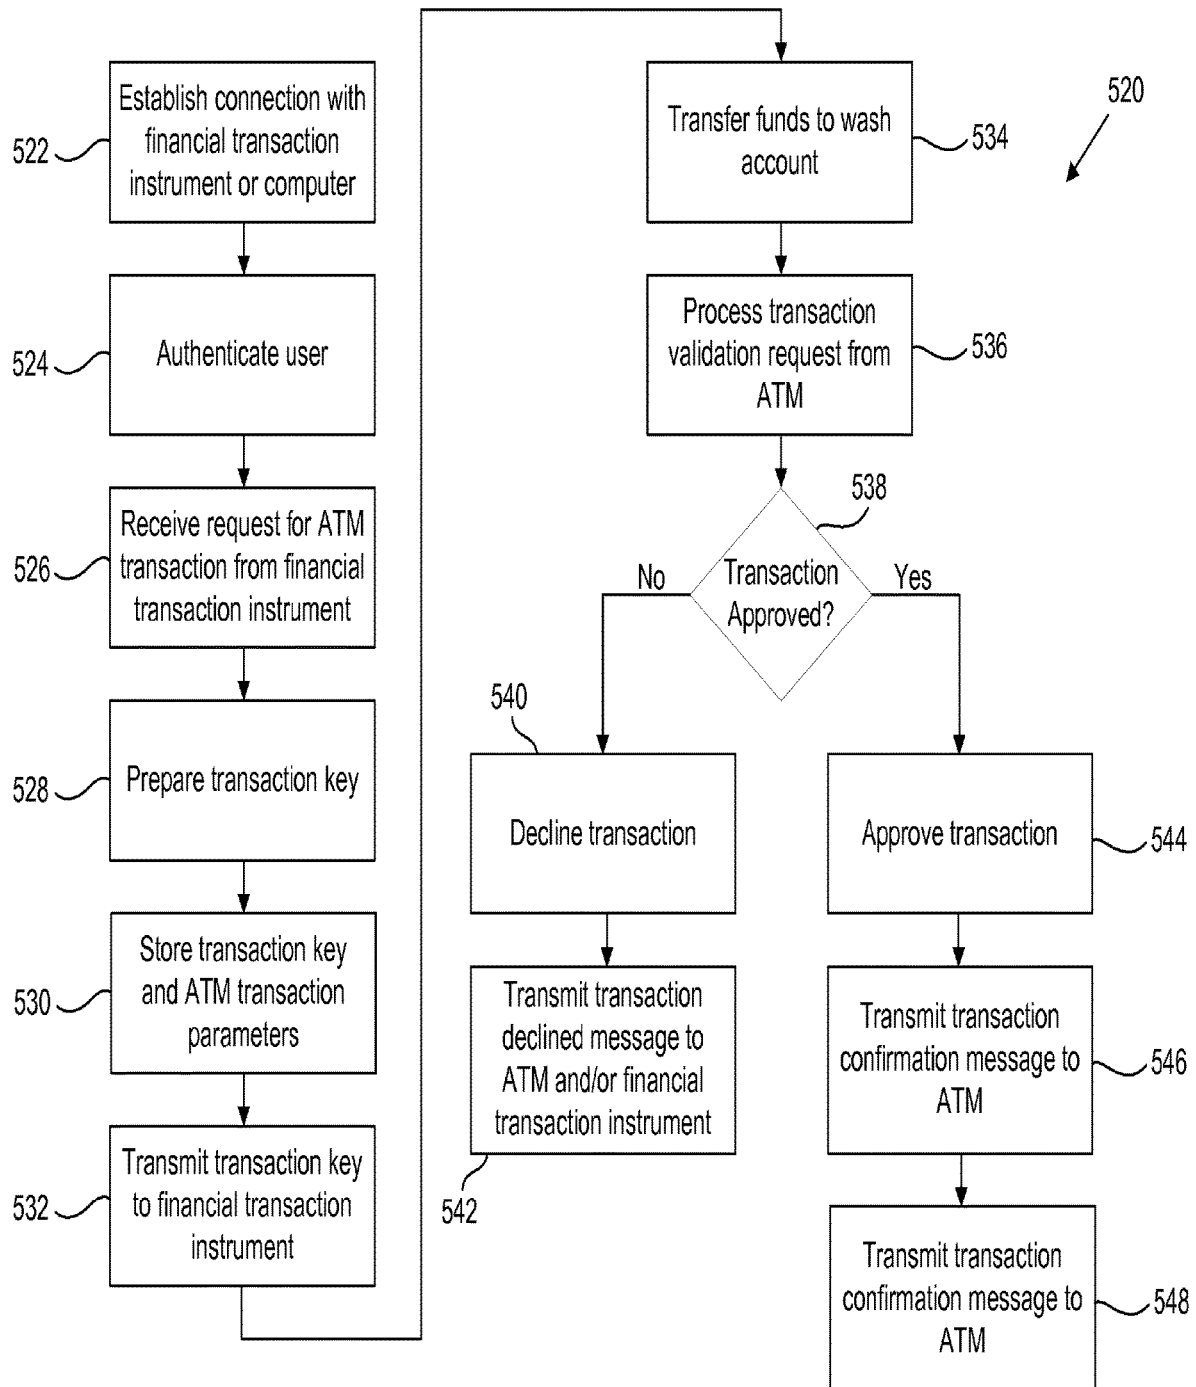 522
Establish connection with
financial transaction
instrument or computer
524
Authenticate user
526
Receive request for ATM
transaction from financial
transaction instrument
528
Prepare transaction key
530
Store transaction key
and ATM transaction
parameters
532
Transmit transaction key
to financial transaction
instrument
520
Transfer funds to wash
account
534
Process transaction
validation request from
ATM
536
538
Transaction
Approved?
No
Yes
540
Decline transaction
Transmit transaction
declined message to
ATM and/or financial
transaction instrument
542
Approve transaction
544
Transmit transaction
confirmation message to
ATM
546
Transmit transaction
confirmation message to
ATM
548